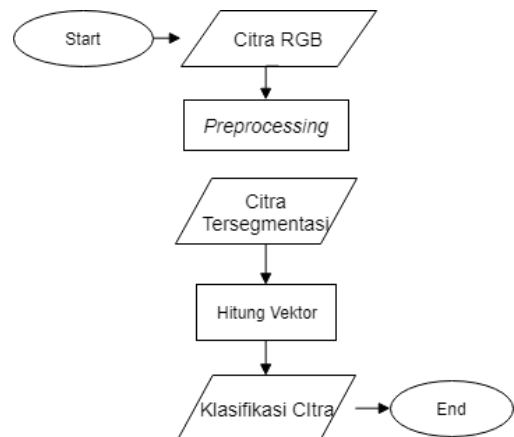 Start
Citra RGB
Preprocessing
Citra
Tersegmentasi
Hitung Vektor
Klasifikasi CItra
End